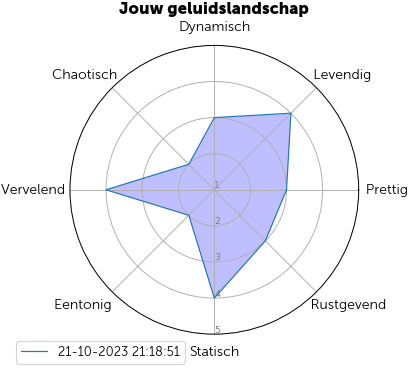 Jouw geluidslandschap
Dynamisch
Chaotisch
Levendig
Vervelend
Prettig
1
2
3
4
5
Eentonig
Rustgevend
Statisch
21-10-2023 21:18:51